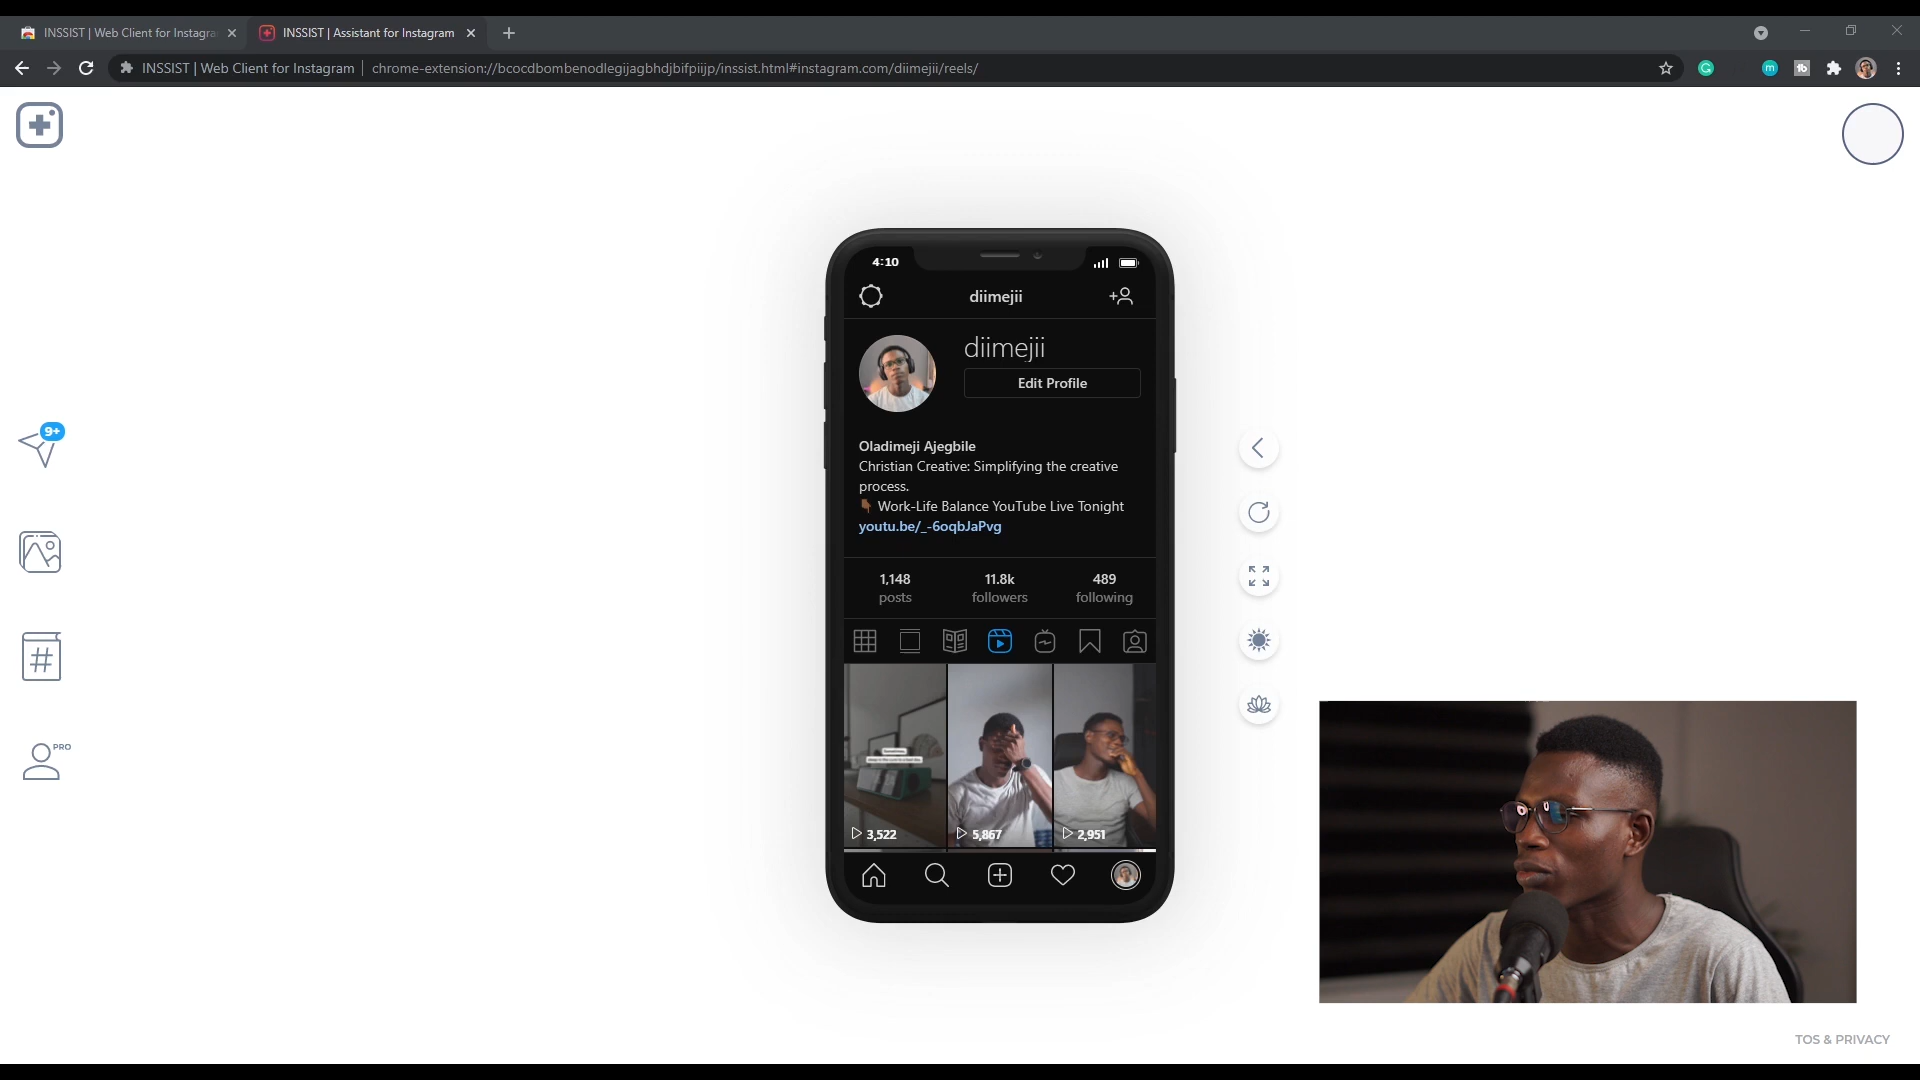 INSSIST | Web Client for Instagra
INSSIST | Assistant for Instagram
INSSIST | Web Client for Instagram
chrome-extension://bcocdbombenodlegijagbhdjbifpiijp/inssist.html#instagram.com/diimejii/reels/
4:10
diimejii
diimejii
Edit Profile
Oladimeji Ajegbile
Christian Creative: Simplifying the creative
process.
👇🏾 Work-Life Balance YouTube Live Tonight
youtu.be/_-6oqbJaPvg
1,148 11.8k 489
posts followers following
3,522 5,867 2,951
9+
#
PRO
TOS & PRIVACY